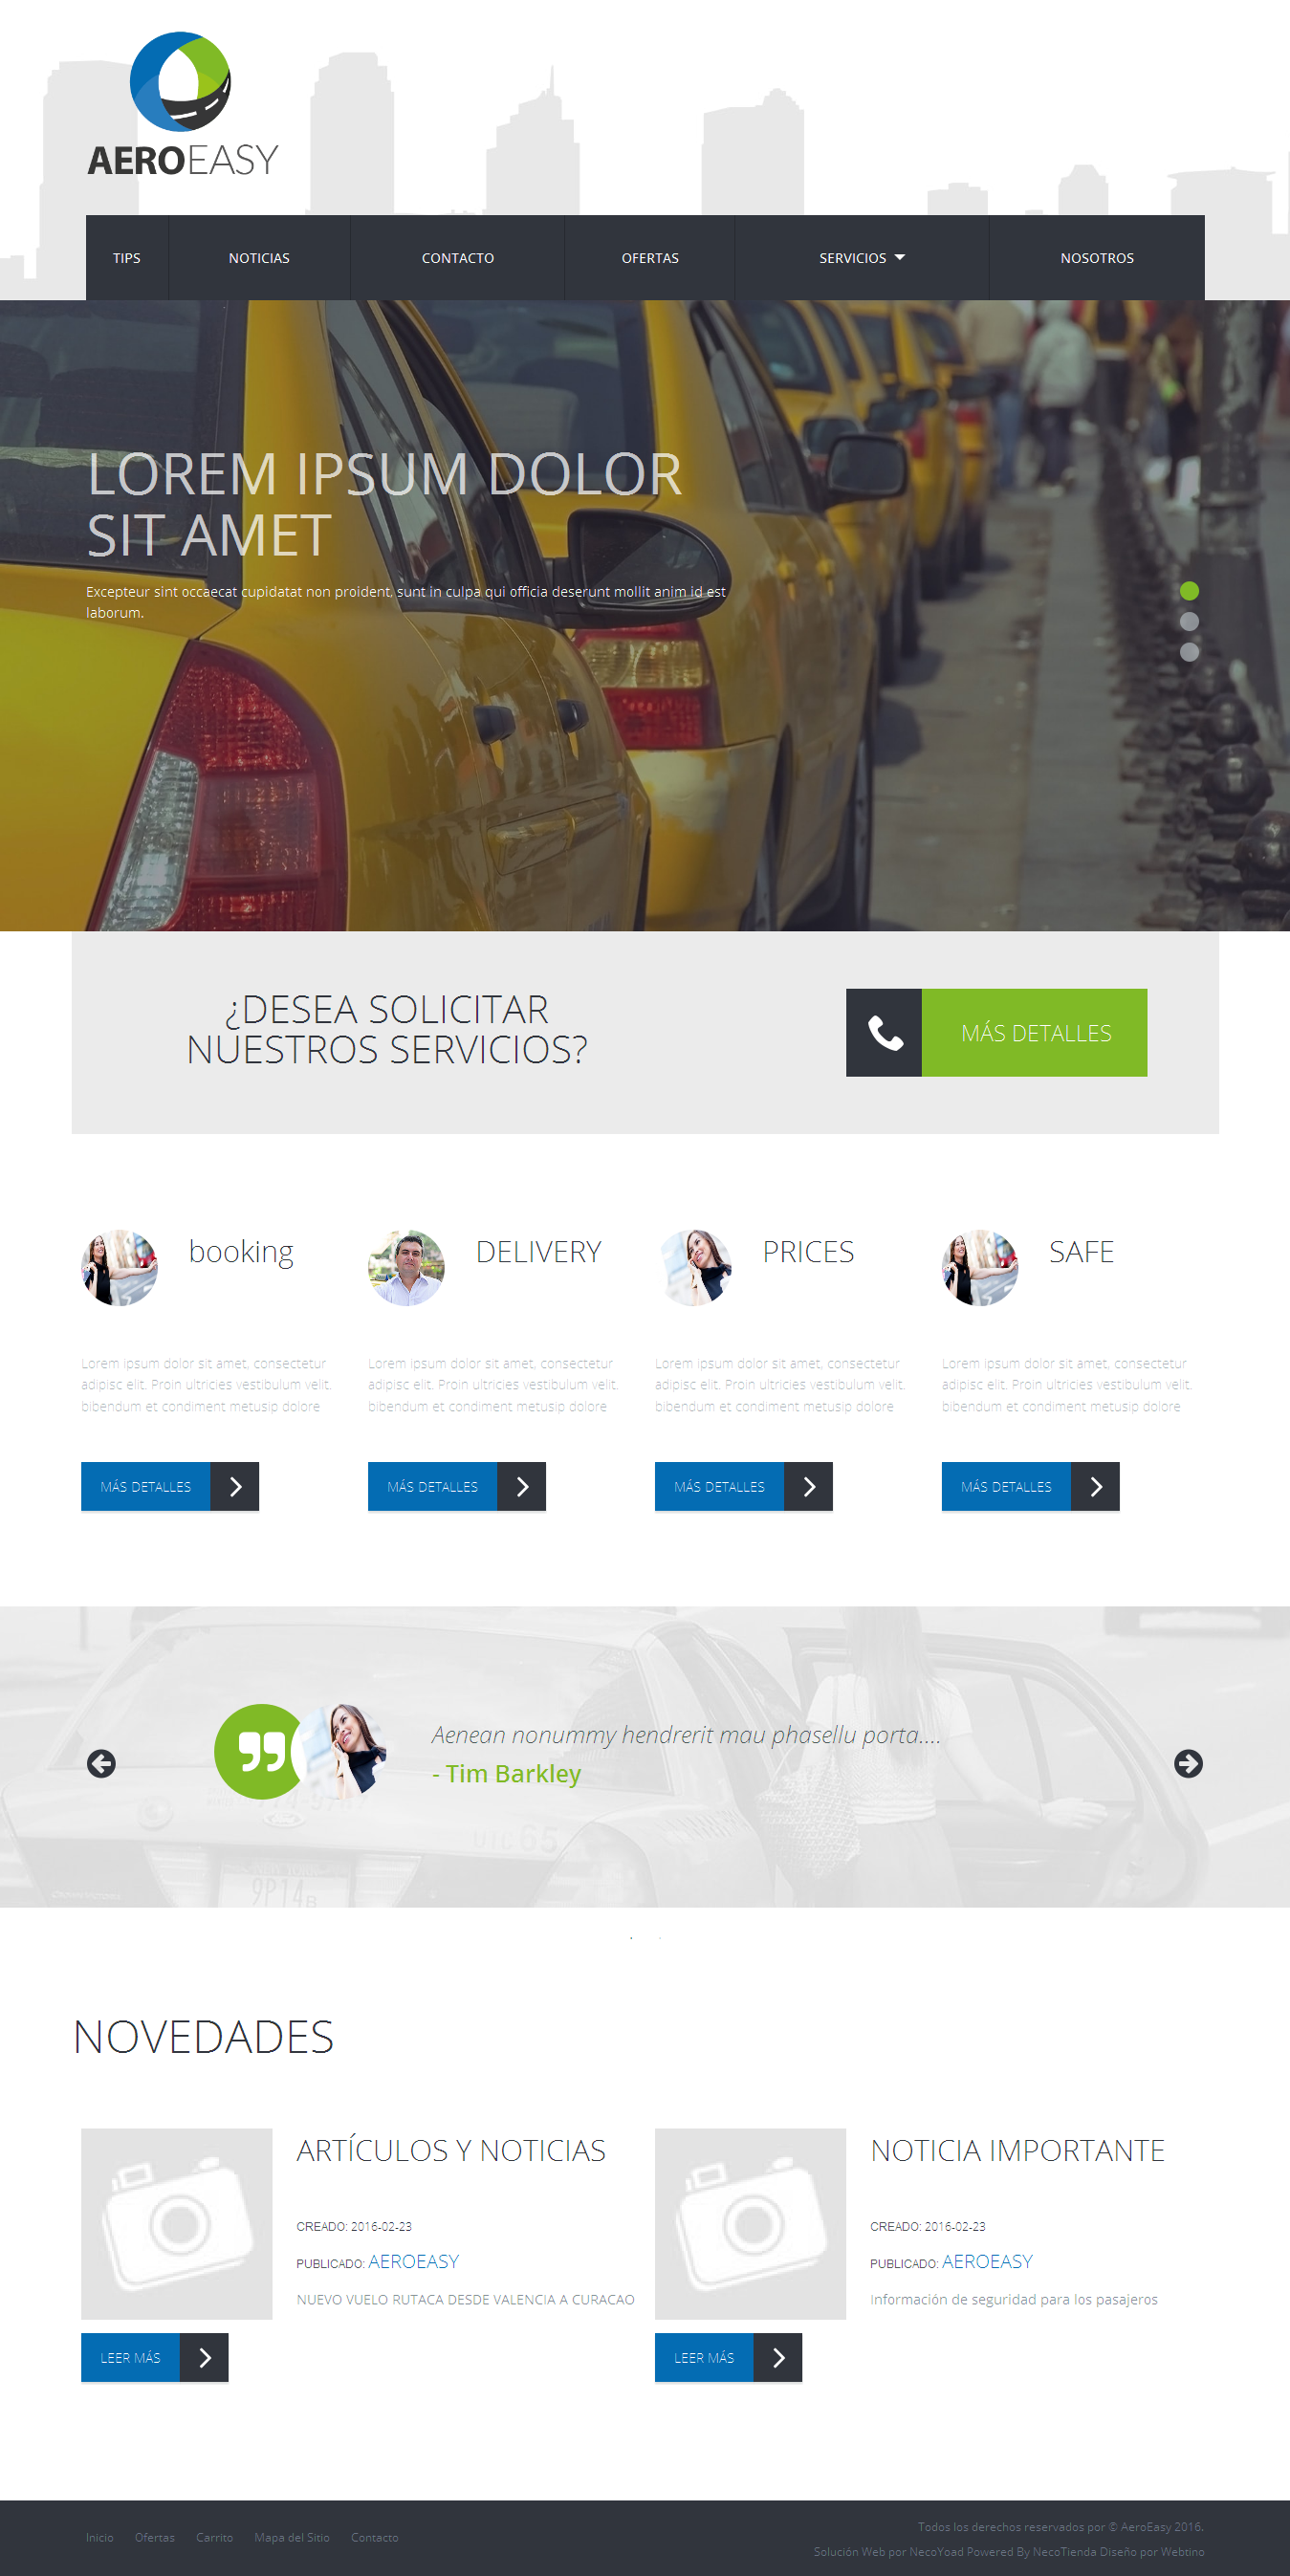 AEROEASY
TIPS
NOTICIAS
CONTACTO
OFERTAS
SERVICIOS
NOSOTROS
LOREM IPSUM DOLOR
SIT AMET
Excepteur sint occaecat cupidatat non proident, sunt in culpa qui officia deserunt mollit anim id est
laborum.
¿DESEA SOLICITAR
NUESTROS SERVICIOS?
MÁS DETALLES
booking
Lorem ipsum dolor sit amet, consectetur
adipisc elit. Proin ultricies vestibulum velit.
bibendum et condiment metusip dolore
MÁS DETALLES
DELIVERY
Lorem ipsum dolor sit amet, consectetur
adipisc elit. Proin ultricies vestibulum velit.
bibendum et condiment metusip dolore
MÁS DETALLES
PRICES
Lorem ipsum dolor sit amet, consectetur
adipisc elit. Proin ultricies vestibulum velit.
bibendum et condiment metusip dolore
MÁS DETALLES
SAFE
Lorem ipsum dolor sit amet, consectetur
adipisc elit. Proin ultricies vestibulum velit.
bibendum et condiment metusip dolore
MÁS DETALLES
Aenean nonummy hendrerit mau phasellu porta....
- Tim Barkley
65
9P14B
NOVEDADES
ARTÍCULOS Y NOTICIAS
CREADO: 2016-02-23
PUBLICADO: AEROEASY
NUEVO VUELO RUTACA DESDE VALENCIA A CURACAO
LEER MÁS
NOTICIA IMPORTANTE
CREADO: 2016-02-23
PUBLICADO: AEROEASY
Información de seguridad para los pasajeros
LEER MÁS
Inicio
Ofertas
Carrito
Mapa del Sitio
Contacto
Todos los derechos reservados por © AeroEasy 2016.
Solución Web por NecoYoad Powered By NecoTienda Diseño por Webtino